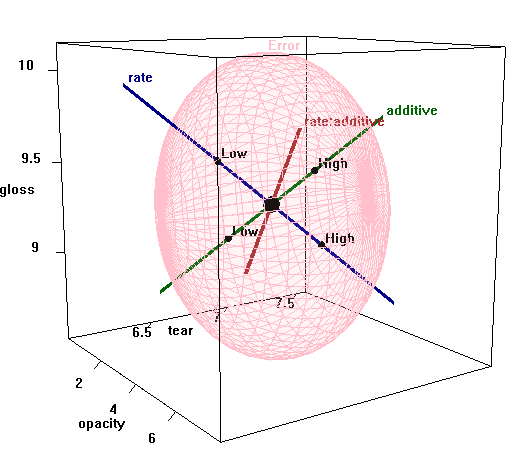 Error
10
rate
additive
rate:additive
9.5
Low
High
gloss
Low
High
9
7.5
7
6.5
tear
2
4
opacity
6